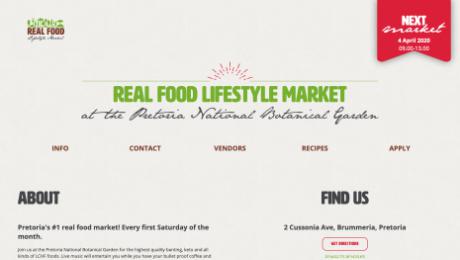 REAL FOOD
Lifestyle Market
NEXT
market
4 April 2020
09.00-13.00
REAL FOOD LIFESTYLE MARKET
at the Pretoria National Botanical Garden
INFO
CONTACT
VENDORS
RECIPES
APPLY
ABOUT
Pretoria's #1 real food market! Every first Saturday of the
month.
Join us at the Pretoria National Botanical Garden for the highest quality banting, keto and all
kinds of LCHF foods. Live music will entertain you while you have your bullet proof coffee and
FIND US
2 Cussonia Ave, Brummeria, Pretoria
GET DIRECTIONS